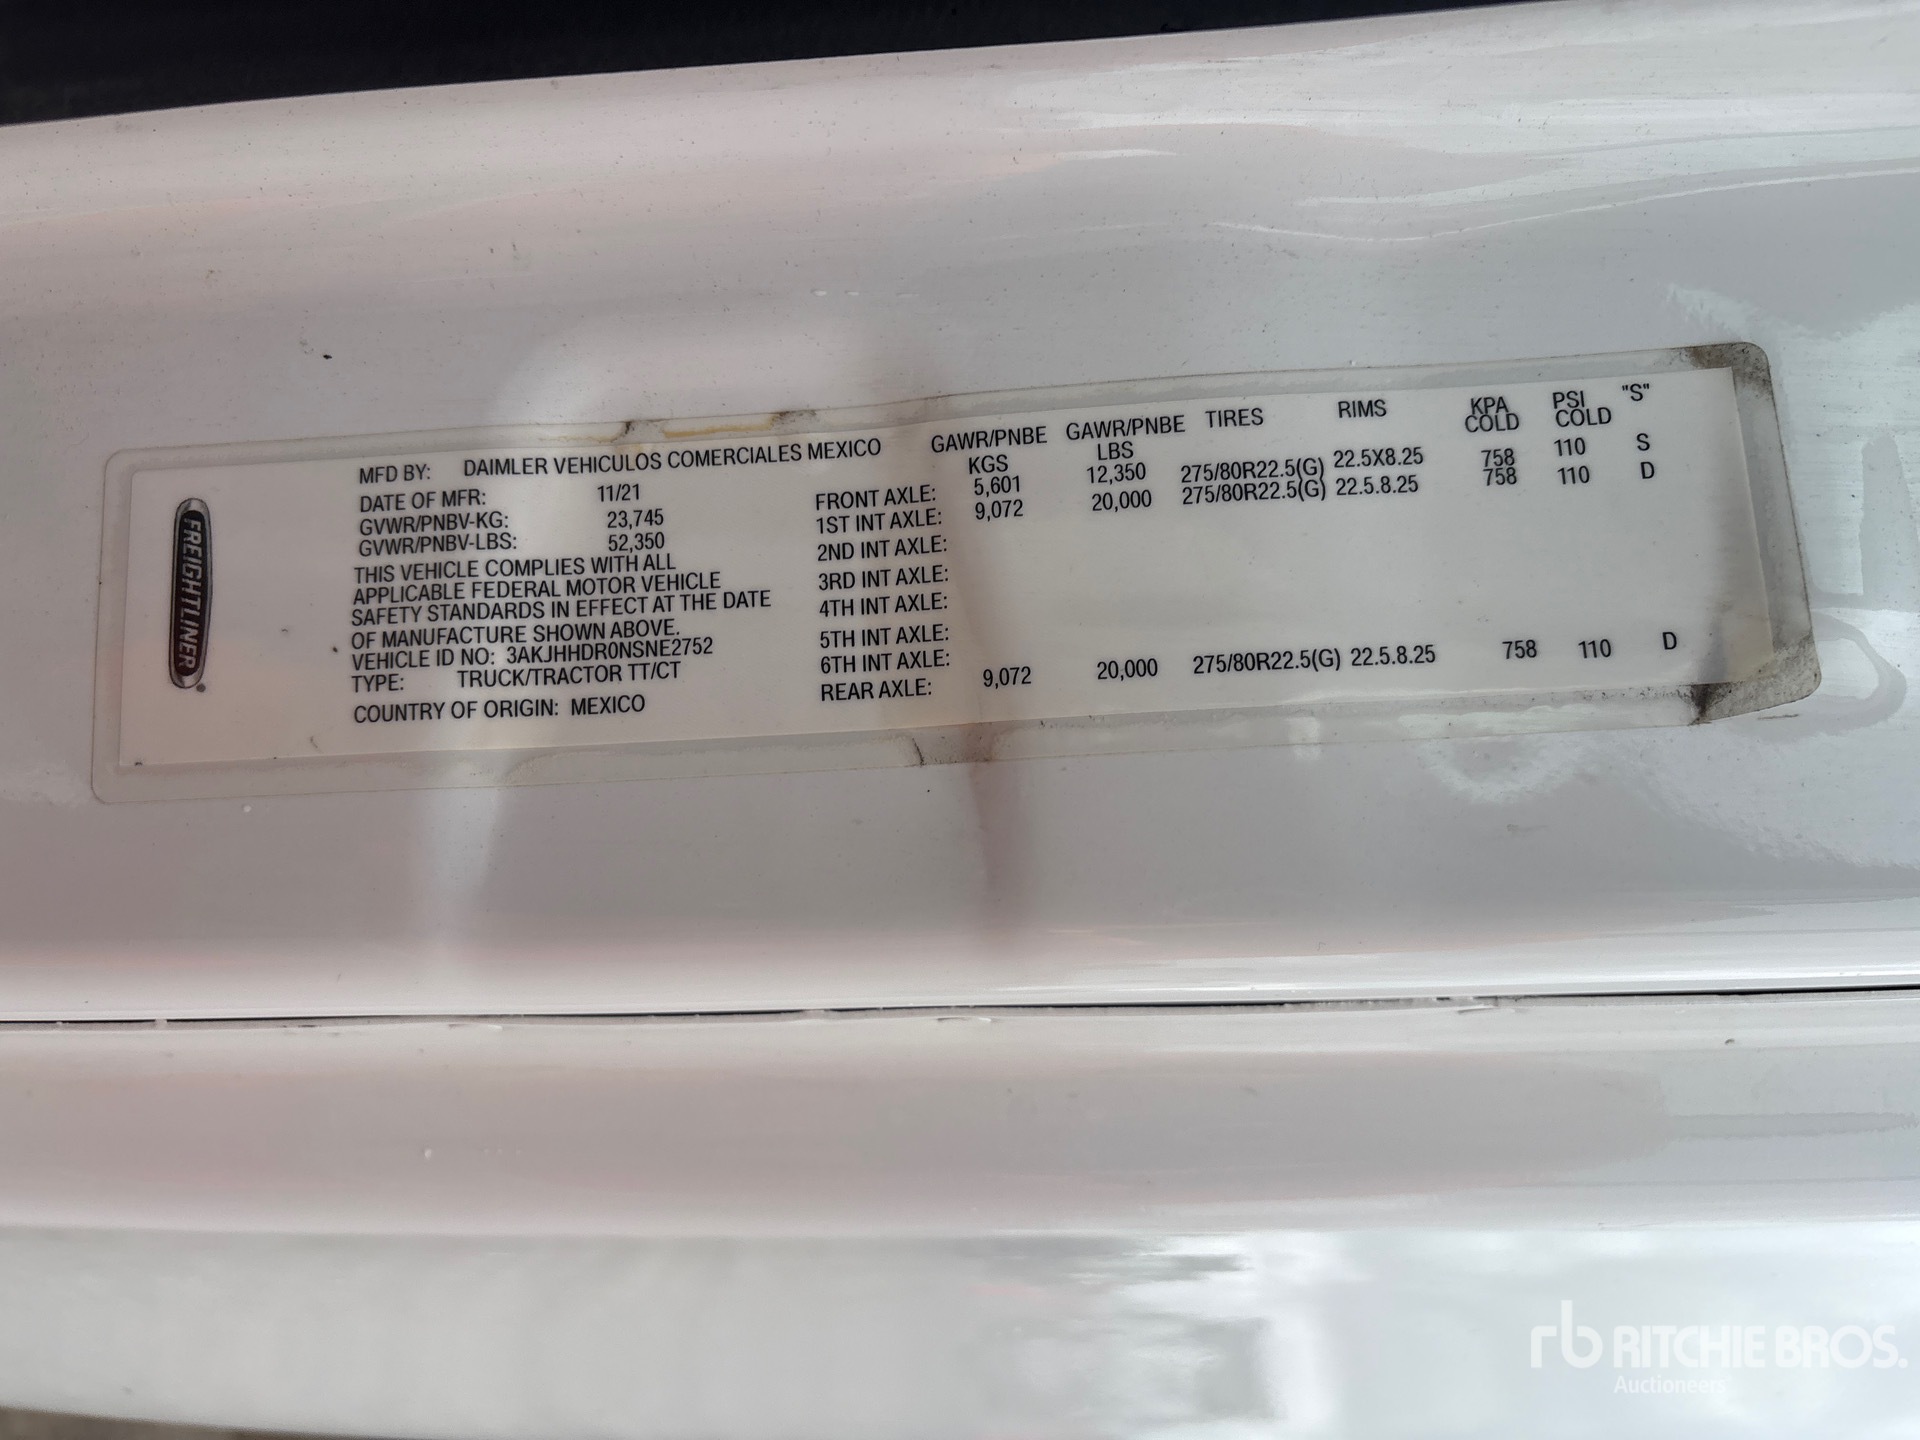 FREIGHTLINER
MFD BY: DAIMLER VEHICULOS COMERCIALES MEXICO
DATE OF MFR: 11/21
GVWR/PNBV-KG: 23,745
GVWR/PNBV-LBS: 52,350
THIS VEHICLE COMPLIES WITH ALL
APPLICABLE FEDERAL MOTOR VEHICLE
SAFETY STANDARDS IN EFFECT AT THE DATE
OF MANUFACTURE SHOWN ABOVE.
VEHICLE ID NO: 3AKJHHDR0NSNE2752
TYPE: TRUCK/TRACTOR TT/CT
COUNTRY OF ORIGIN: MEXICO
GAWR/PNBE KGS GAWR/PNBE LBS TIRES RIMS KPA COLD PSI COLD "S"
FRONT AXLE: 5,601 12,350 275/80R22.5(G) 22.5X8.25 758 110 S
1ST INT AXLE: 9,072 20,000 275/80R22.5(G) 22.5.8.25 758 110 D
2ND INT AXLE:
3RD INT AXLE:
4TH INT AXLE:
5TH INT AXLE:
6TH INT AXLE:
REAR AXLE: 9,072 20,000 275/80R22.5(G) 22.5.8.25 758 110 D
rb RITCHIE BROS.
Auctioneers